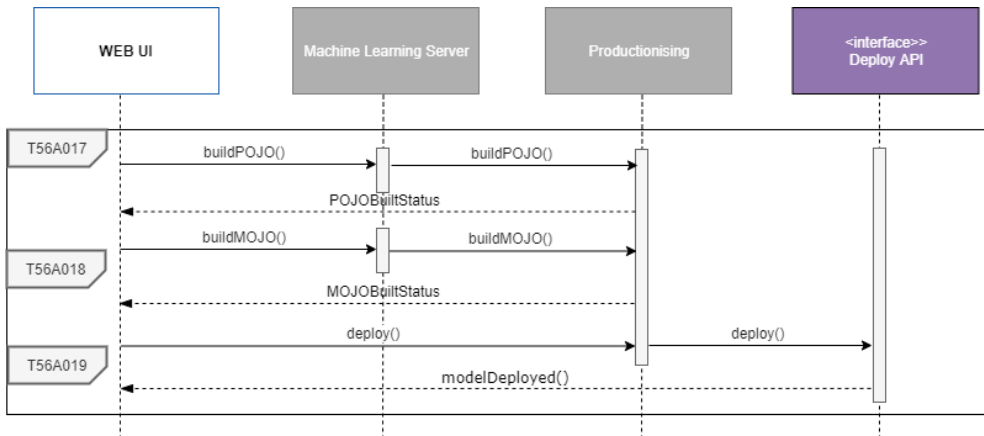 WEB UI
Machine Learning Server
Productionising
<interface>>
Deploy API
T56A017
buildPOJO()
buildPOJO()
POJOBuiltStatus
buildMOJO()
buildMOJO()
T56A018
MOJOBuiltStatus
deploy()
deploy()
T56A019
modelDeployed()